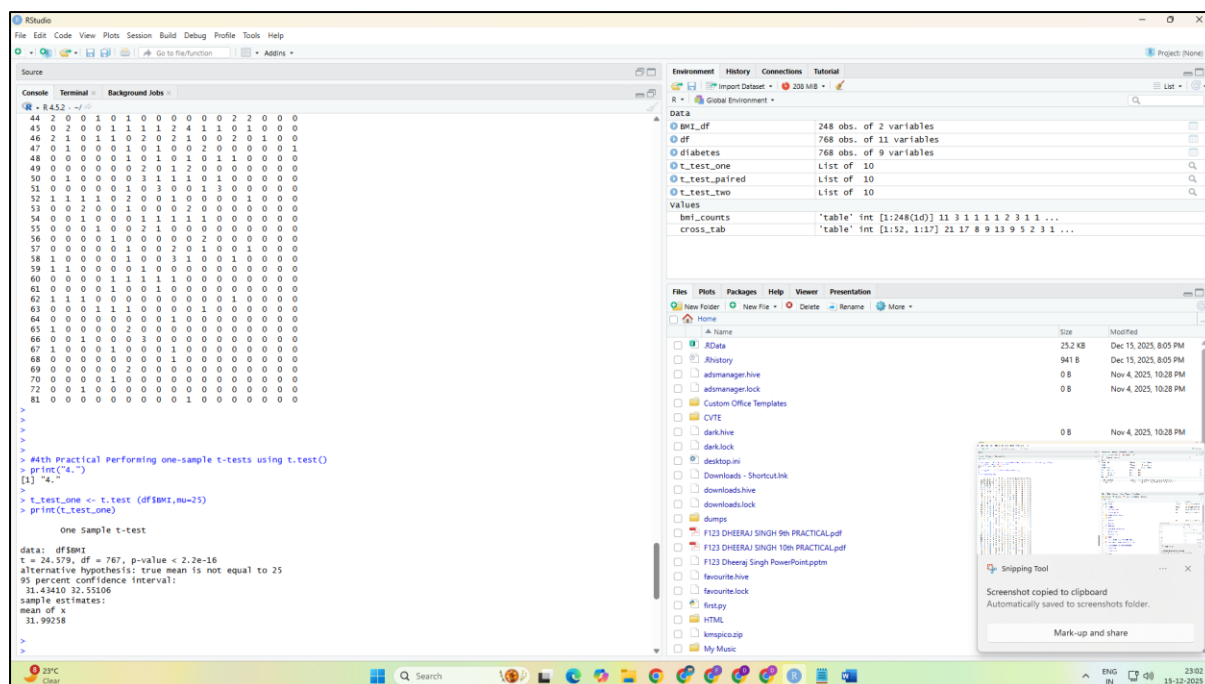 RStudio
File Edit Code View Plots Session Build Debug Profile Tools Help
Go to file/function Addins
Project: (None)
Source
Console Terminal Background Jobs
R 4.5.2 · ~/
44 2 0 0 1 0 1 0 0 0 0 0 0 2 2 0 0 0
45 0 2 0 0 1 1 1 1 2 4 1 1 0 1 0 0 0
46 2 1 0 1 1 0 2 0 2 1 0 0 2 0 1 0 0
47 0 1 0 0 0 1 0 1 0 0 2 0 0 0 0 0 1
48 0 0 0 0 0 1 0 1 0 1 0 1 1 0 0 0 0
49 0 0 0 0 0 0 2 0 1 2 0 0 0 0 0 0 0
50 0 1 0 0 0 0 3 1 1 1 0 1 0 0 0 0 0
51 0 0 0 0 0 1 0 3 0 0 1 3 0 0 0 0 0
52 1 1 1 1 0 2 0 0 1 0 0 0 0 1 0 0 0
53 0 0 2 0 0 1 0 0 0 2 0 0 0 0 0 0 0
54 0 0 1 0 0 0 1 1 1 1 1 0 0 0 0 0 0
55 0 0 0 1 0 0 2 1 0 0 0 0 0 0 0 0 0
56 0 0 0 0 1 0 0 0 0 0 2 0 0 0 0 0 0
57 0 0 0 0 0 1 0 0 2 0 1 0 0 1 0 0 0
58 1 0 0 0 0 1 0 0 3 1 0 0 1 0 0 0 0
59 1 1 0 0 0 0 1 0 0 0 0 0 0 0 0 0 0
60 0 0 0 0 1 1 1 1 1 0 0 0 0 0 0 0 0
61 0 0 0 0 1 0 0 1 0 0 0 0 0 0 0 0 0
62 1 1 1 0 0 0 0 0 0 0 0 0 1 0 0 0 0
63 0 0 0 1 1 1 0 0 0 0 1 0 0 0 0 0 0
64 0 0 0 0 0 0 0 0 1 0 0 0 0 0 0 0 0
65 1 0 0 0 0 2 0 0 0 0 0 0 0 0 0 0 0
66 0 0 1 0 0 0 3 0 0 0 0 0 0 0 0 0 0
67 1 0 0 0 1 0 0 0 1 0 0 0 0 0 0 0 0
68 0 0 0 0 0 0 0 0 1 0 0 0 0 0 0 0 0
69 0 0 0 0 0 2 0 0 0 0 0 0 0 0 0 0 0
70 0 0 0 0 1 0 0 0 0 0 0 0 0 0 0 0 0
72 0 0 1 0 0 0 0 0 0 0 0 0 0 0 0 0 0
81 0 0 0 0 0 0 0 0 0 1 0 0 0 0 0 0 0
>
>
>
>
> #4th Practical Performing one-sample t-tests using t.test()
> print("4.")
[1] "4."
>
> t_test_one <- t.test (df$BMI,mu=25)
> print(t_test_one)
One Sample t-test
data: df$BMI
t = 24.579, df = 767, p-value < 2.2e-16
alternative hypothesis: true mean is not equal to 25
95 percent confidence interval:
31.43410 32.55106
sample estimates:
mean of x
31.99258
>
>
Environment History Connections Tutorial
Import Dataset 208 MiB List
R Global Environment
Data
BMI_df 248 obs. of 2 variables
df 768 obs. of 11 variables
diabetes 768 obs. of 9 variables
t_test_one List of 10
t_test_paired List of 10
t_test_two List of 10
Values
bmi_counts 'table' int [1:248(1d)] 11 3 1 1 1 1 2 3 1 1 ...
cross_tab 'table' int [1:52, 1:17] 21 17 8 9 13 9 5 2 3 1 ...
Files Plots Packages Help Viewer Presentation
New Folder New File Delete Rename More
Home
Name Size Modified
.RData 25.2 KB Dec 15, 2025, 8:05 PM
.Rhistory 941 B Dec 15, 2025, 8:05 PM
adsmanager.hive 0 B Nov 4, 2025, 10:28 PM
adsmanager.lock 0 B Nov 4, 2025, 10:28 PM
Custom Office Templates
CVTE
dark.hive 0 B Nov 4, 2025, 10:28 PM
dark.lock
desktop.ini
Downloads - Shortcut.lnk
downloads.hive
downloads.lock
dumps
F123 DHEERAJ SINGH 9th PRACTICAL.pdf
F123 DHEERAJ SINGH 10th PRACTICAL.pdf
F123 Dheeraj Singh PowerPoint.pptm
favourite.hive
favourite.lock
first.py
HTML
kmspico.zip
My Music
Snipping Tool
Screenshot copied to clipboard
Automatically saved to screenshots folder.
Mark-up and share
8 23°C
Clear
Search
ENG
IN
23:02
15-12-2025